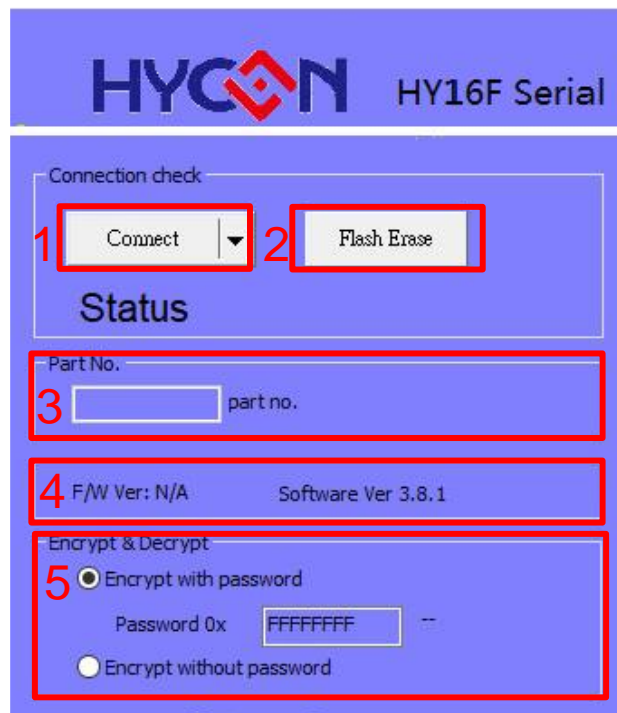 HYCON HY16F Serial
Connection check
1 Connect 2 Flash Erase
Status
Part No.
3 part no.
4 F/W Ver: N/A Software Ver 3.8.1
Encrypt & Decrypt
5 Encrypt with password
Password 0x FFFFFFFF --
Encrypt without password